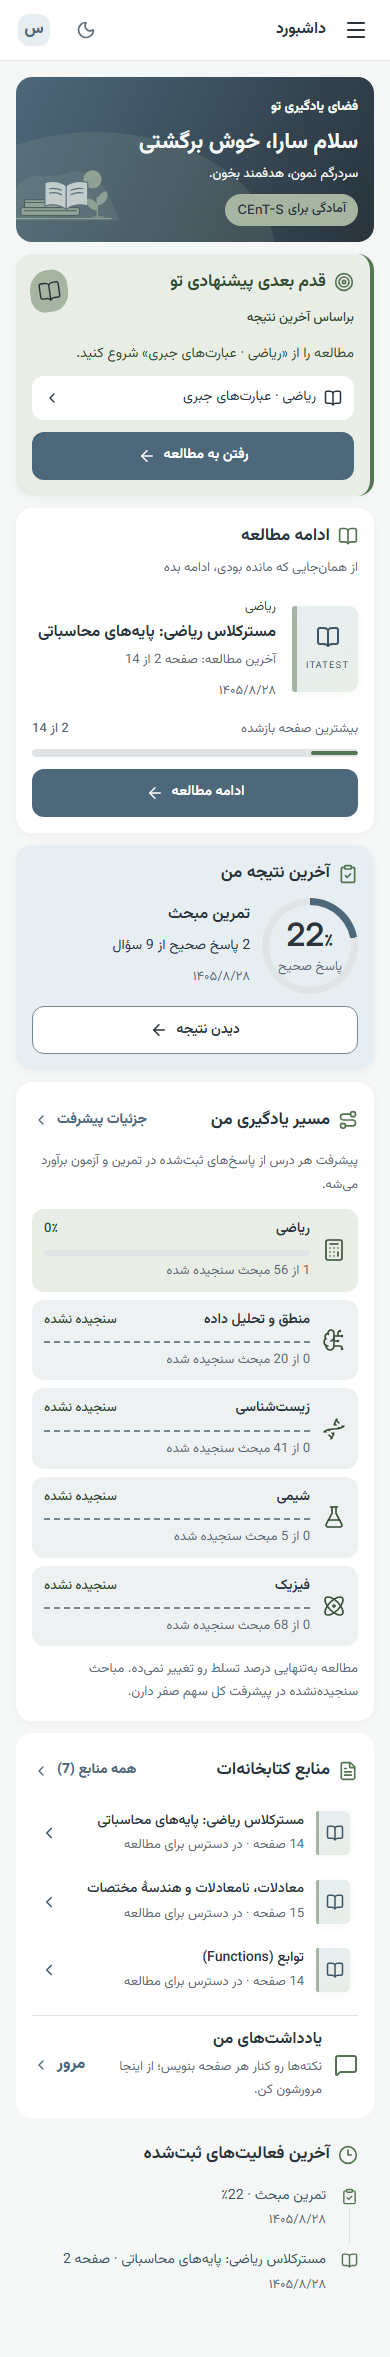 داشبورد
س
فضای یادگیری تو
سلام سارا، خوش برگشتی
سردرگم نمون، هدفمند بخون.
آمادگی برای CEnT-S
قدم بعدی پیشنهادی تو
براساس آخرین نتیجه
مطالعه را از «ریاضی · عبارت‌های جبری» شروع کنید.
ریاضی · عبارت‌های جبری
رفتن به مطالعه
ادامه مطالعه
از همان‌جایی که مانده بودی، ادامه بده
ITATEST
ریاضی
مسترکلاس ریاضی: پایه‌های محاسباتی
آخرین مطالعه: صفحه 2 از 14
۱۴۰۵/۸/۲۸
بیشترین صفحه بازشده
2 از 14
ادامه مطالعه
آخرین نتیجه من
22٪
پاسخ صحیح
تمرین مبحث
2 پاسخ صحیح از 9 سؤال
۱۴۰۵/۸/۲۸
دیدن نتیجه
مسیر یادگیری من
جزئیات پیشرفت
پیشرفت هر درس از پاسخ‌های ثبت‌شده در تمرین و آزمون برآورد
می‌شه.
ریاضی
0٪
1 از 56 مبحث سنجیده شده
منطق و تحلیل داده
سنجیده نشده
0 از 20 مبحث سنجیده شده
زیست‌شناسی
سنجیده نشده
0 از 41 مبحث سنجیده شده
شیمی
سنجیده نشده
0 از 5 مبحث سنجیده شده
فیزیک
سنجیده نشده
0 از 68 مبحث سنجیده شده
مطالعه به‌تنهایی درصد تسلط رو تغییر نمی‌ده. مباحث
سنجیده‌نشده در پیشرفت کل سهم صفر دارن.
منابع کتابخانه‌ات
همه منابع (7)
مسترکلاس ریاضی: پایه‌های محاسباتی
14 صفحه · در دسترس برای مطالعه
معادلات، نامعادلات و هندسهٔ مختصات
15 صفحه · در دسترس برای مطالعه
توابع (Functions)
14 صفحه · در دسترس برای مطالعه
یادداشت‌های من
نکته‌ها رو کنار هر صفحه بنویس؛ از اینجا
مرورشون کن.
مرور
آخرین فعالیت‌های ثبت‌شده
تمرین مبحث · 22٪
۱۴۰۵/۸/۲۸
مسترکلاس ریاضی: پایه‌های محاسباتی · صفحه 2
۱۴۰۵/۸/۲۸